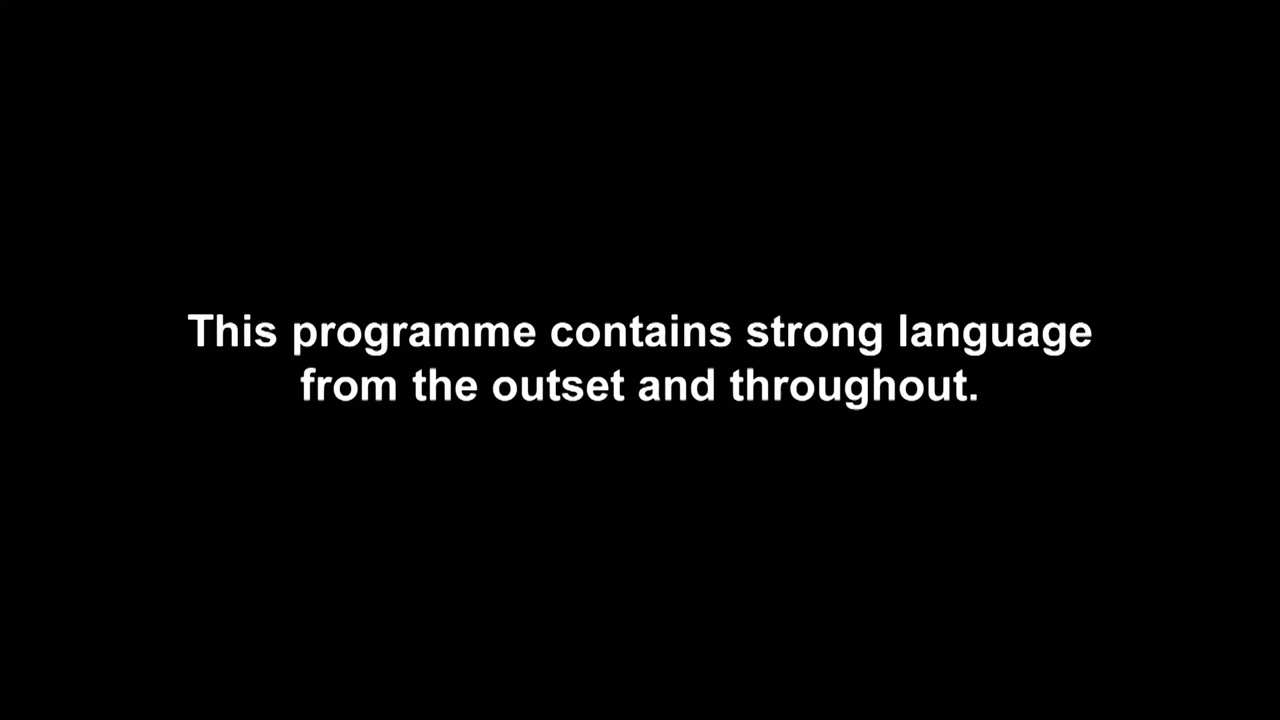 This programme contains strong language
from the outset and throughout.